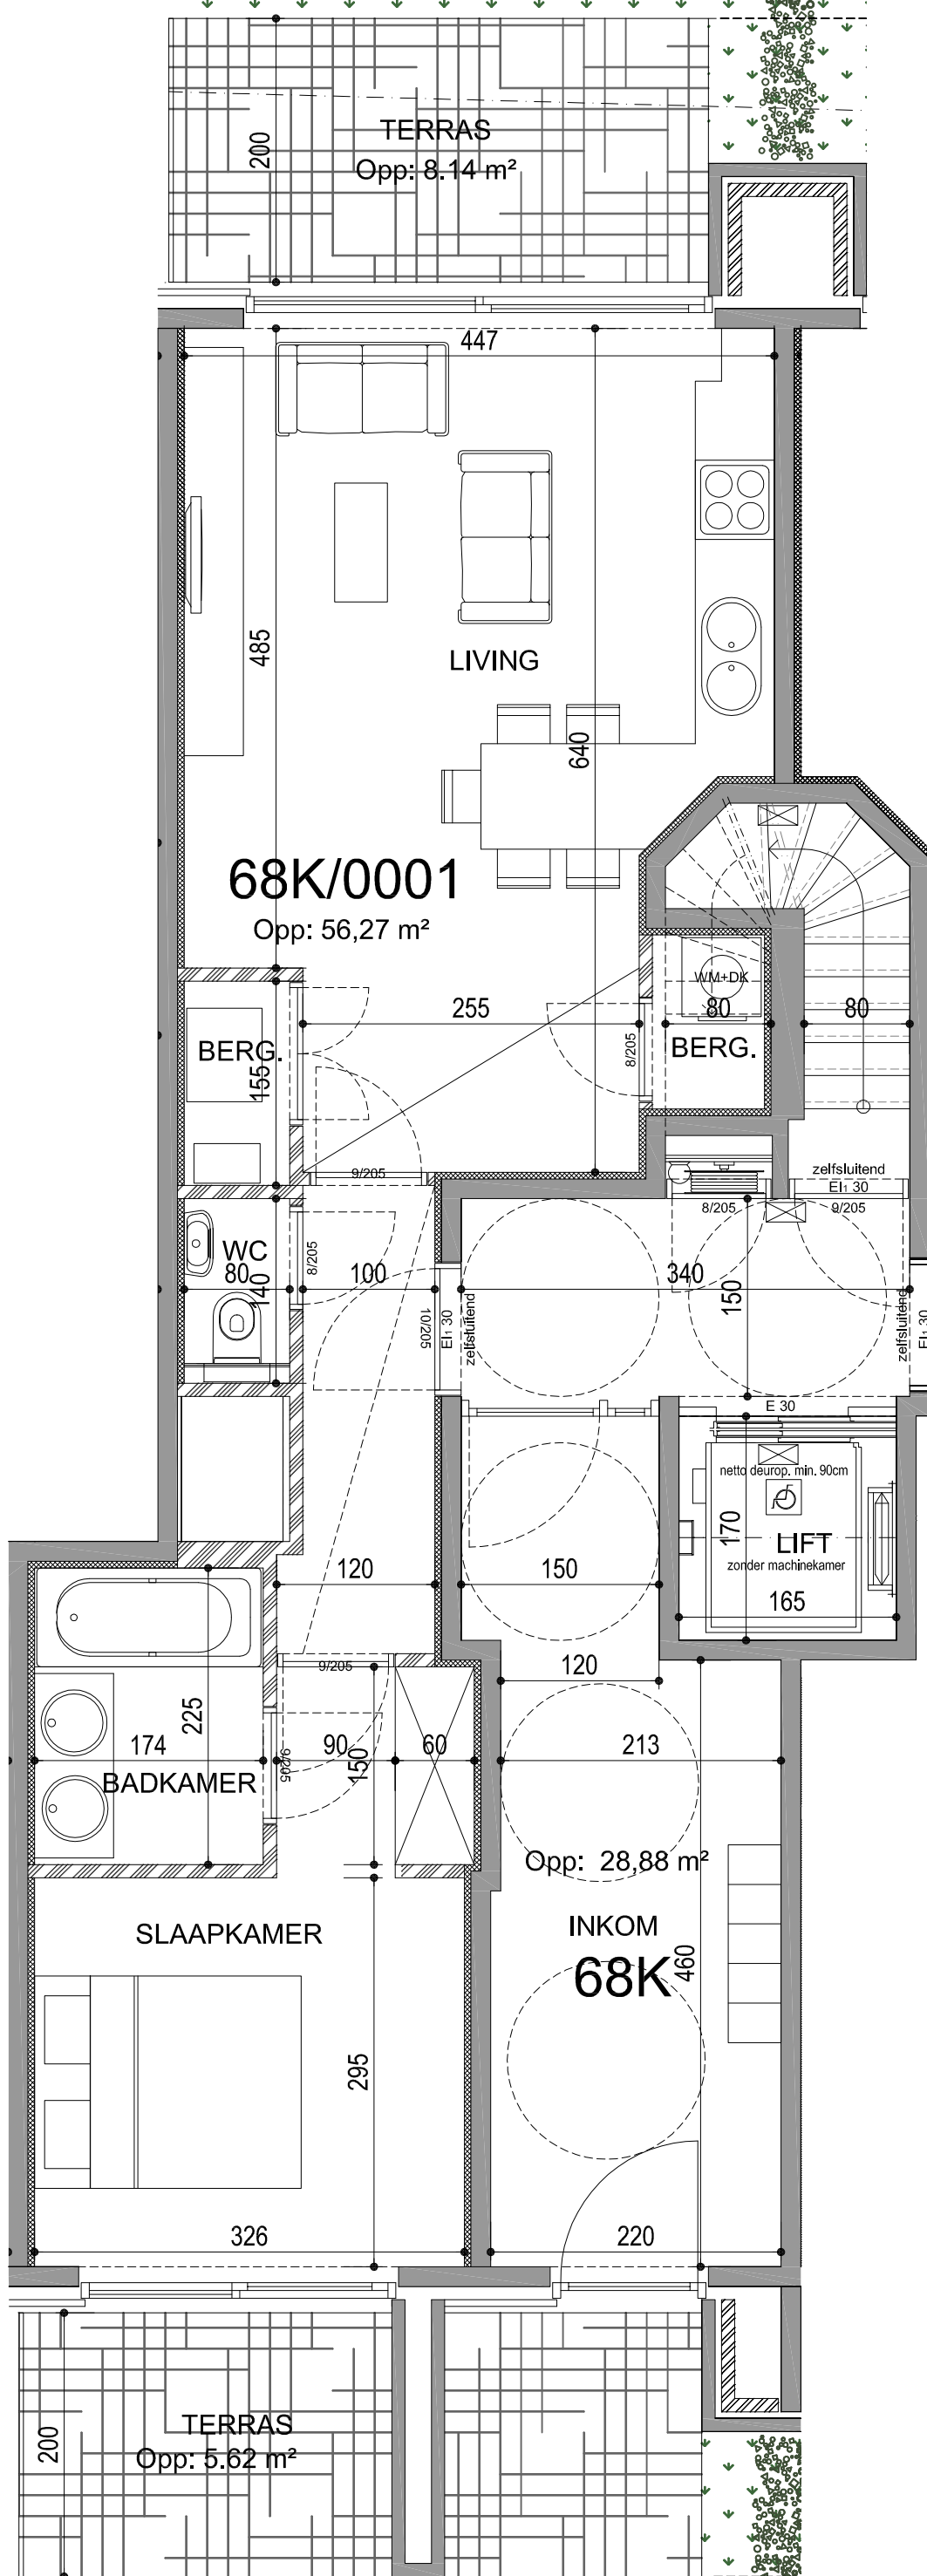 TERRAS
Opp: 8.14 m²
200
447
485
LIVING
640
68K/0001
Opp: 56,27 m²
WM+DK
255
80
80
BERG.
155
8/205
BERG.
9/205
zelfsluitend
EI1 30
8/205
9/205
WC
8/205
80
140
100
10/205
EI1 30
zelfsluitend
340
150
zelfsluitend
EI1 30
E 30
netto deurop. min. 90cm
170
LIFT
zonder machinekamer
165
120
150
9/205
120
225
174
90
150
60
213
9/205
BADKAMER
Opp: 28,88 m²
SLAAPKAMER
INKOM
68K
460
295
326
220
TERRAS
Opp: 5.62 m²
200